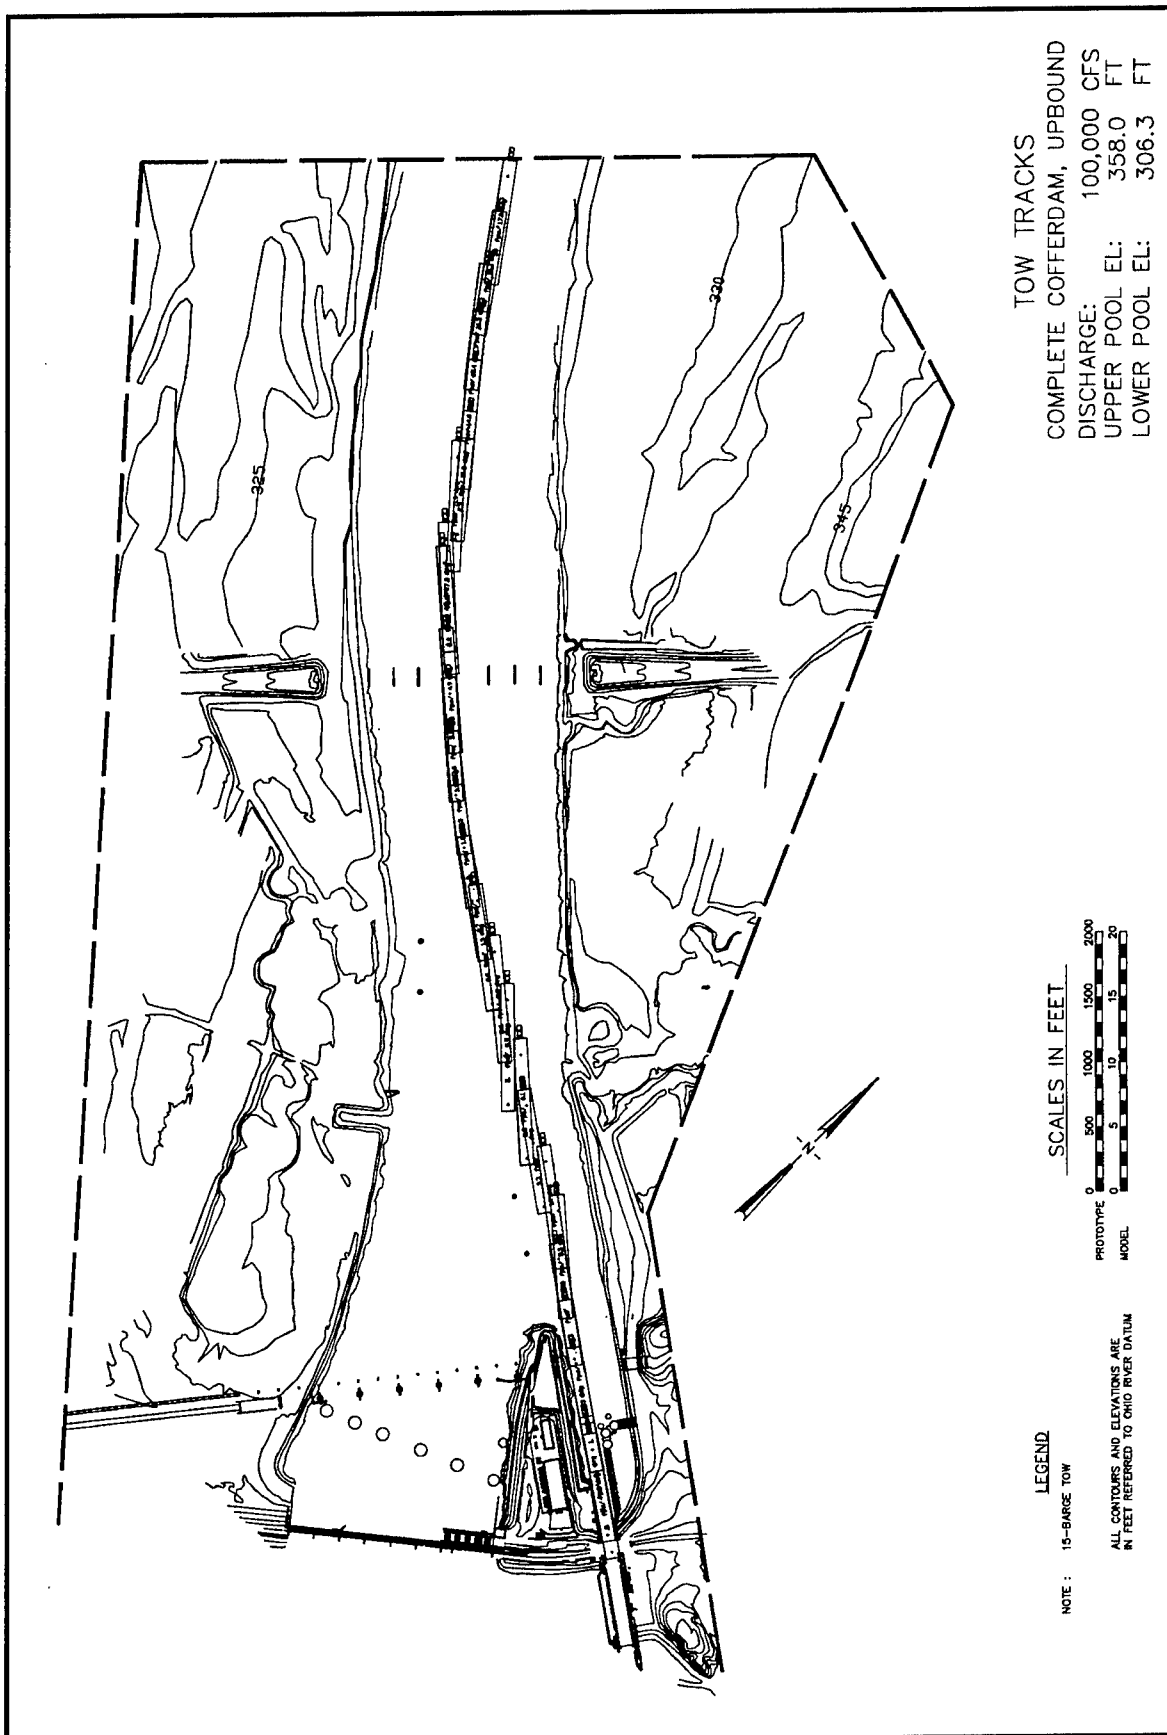 TOW TRACKS
COMPLETE COFFERDAM, UPBOUND
DISCHARGE: 100,000 CFS
UPPER POOL EL: 358.0 FT
LOWER POOL EL: 306.3 FT
325
330
345
N
SCALES IN FEET
PROTOTYPE 0 500 1000 1500 2000
MODEL 0 5 10 15 20
LEGEND
NOTE : 15-BARGE TOW
ALL CONTOURS AND ELEVATIONS ARE
IN FEET REFERRED TO OHIO RIVER DATUM